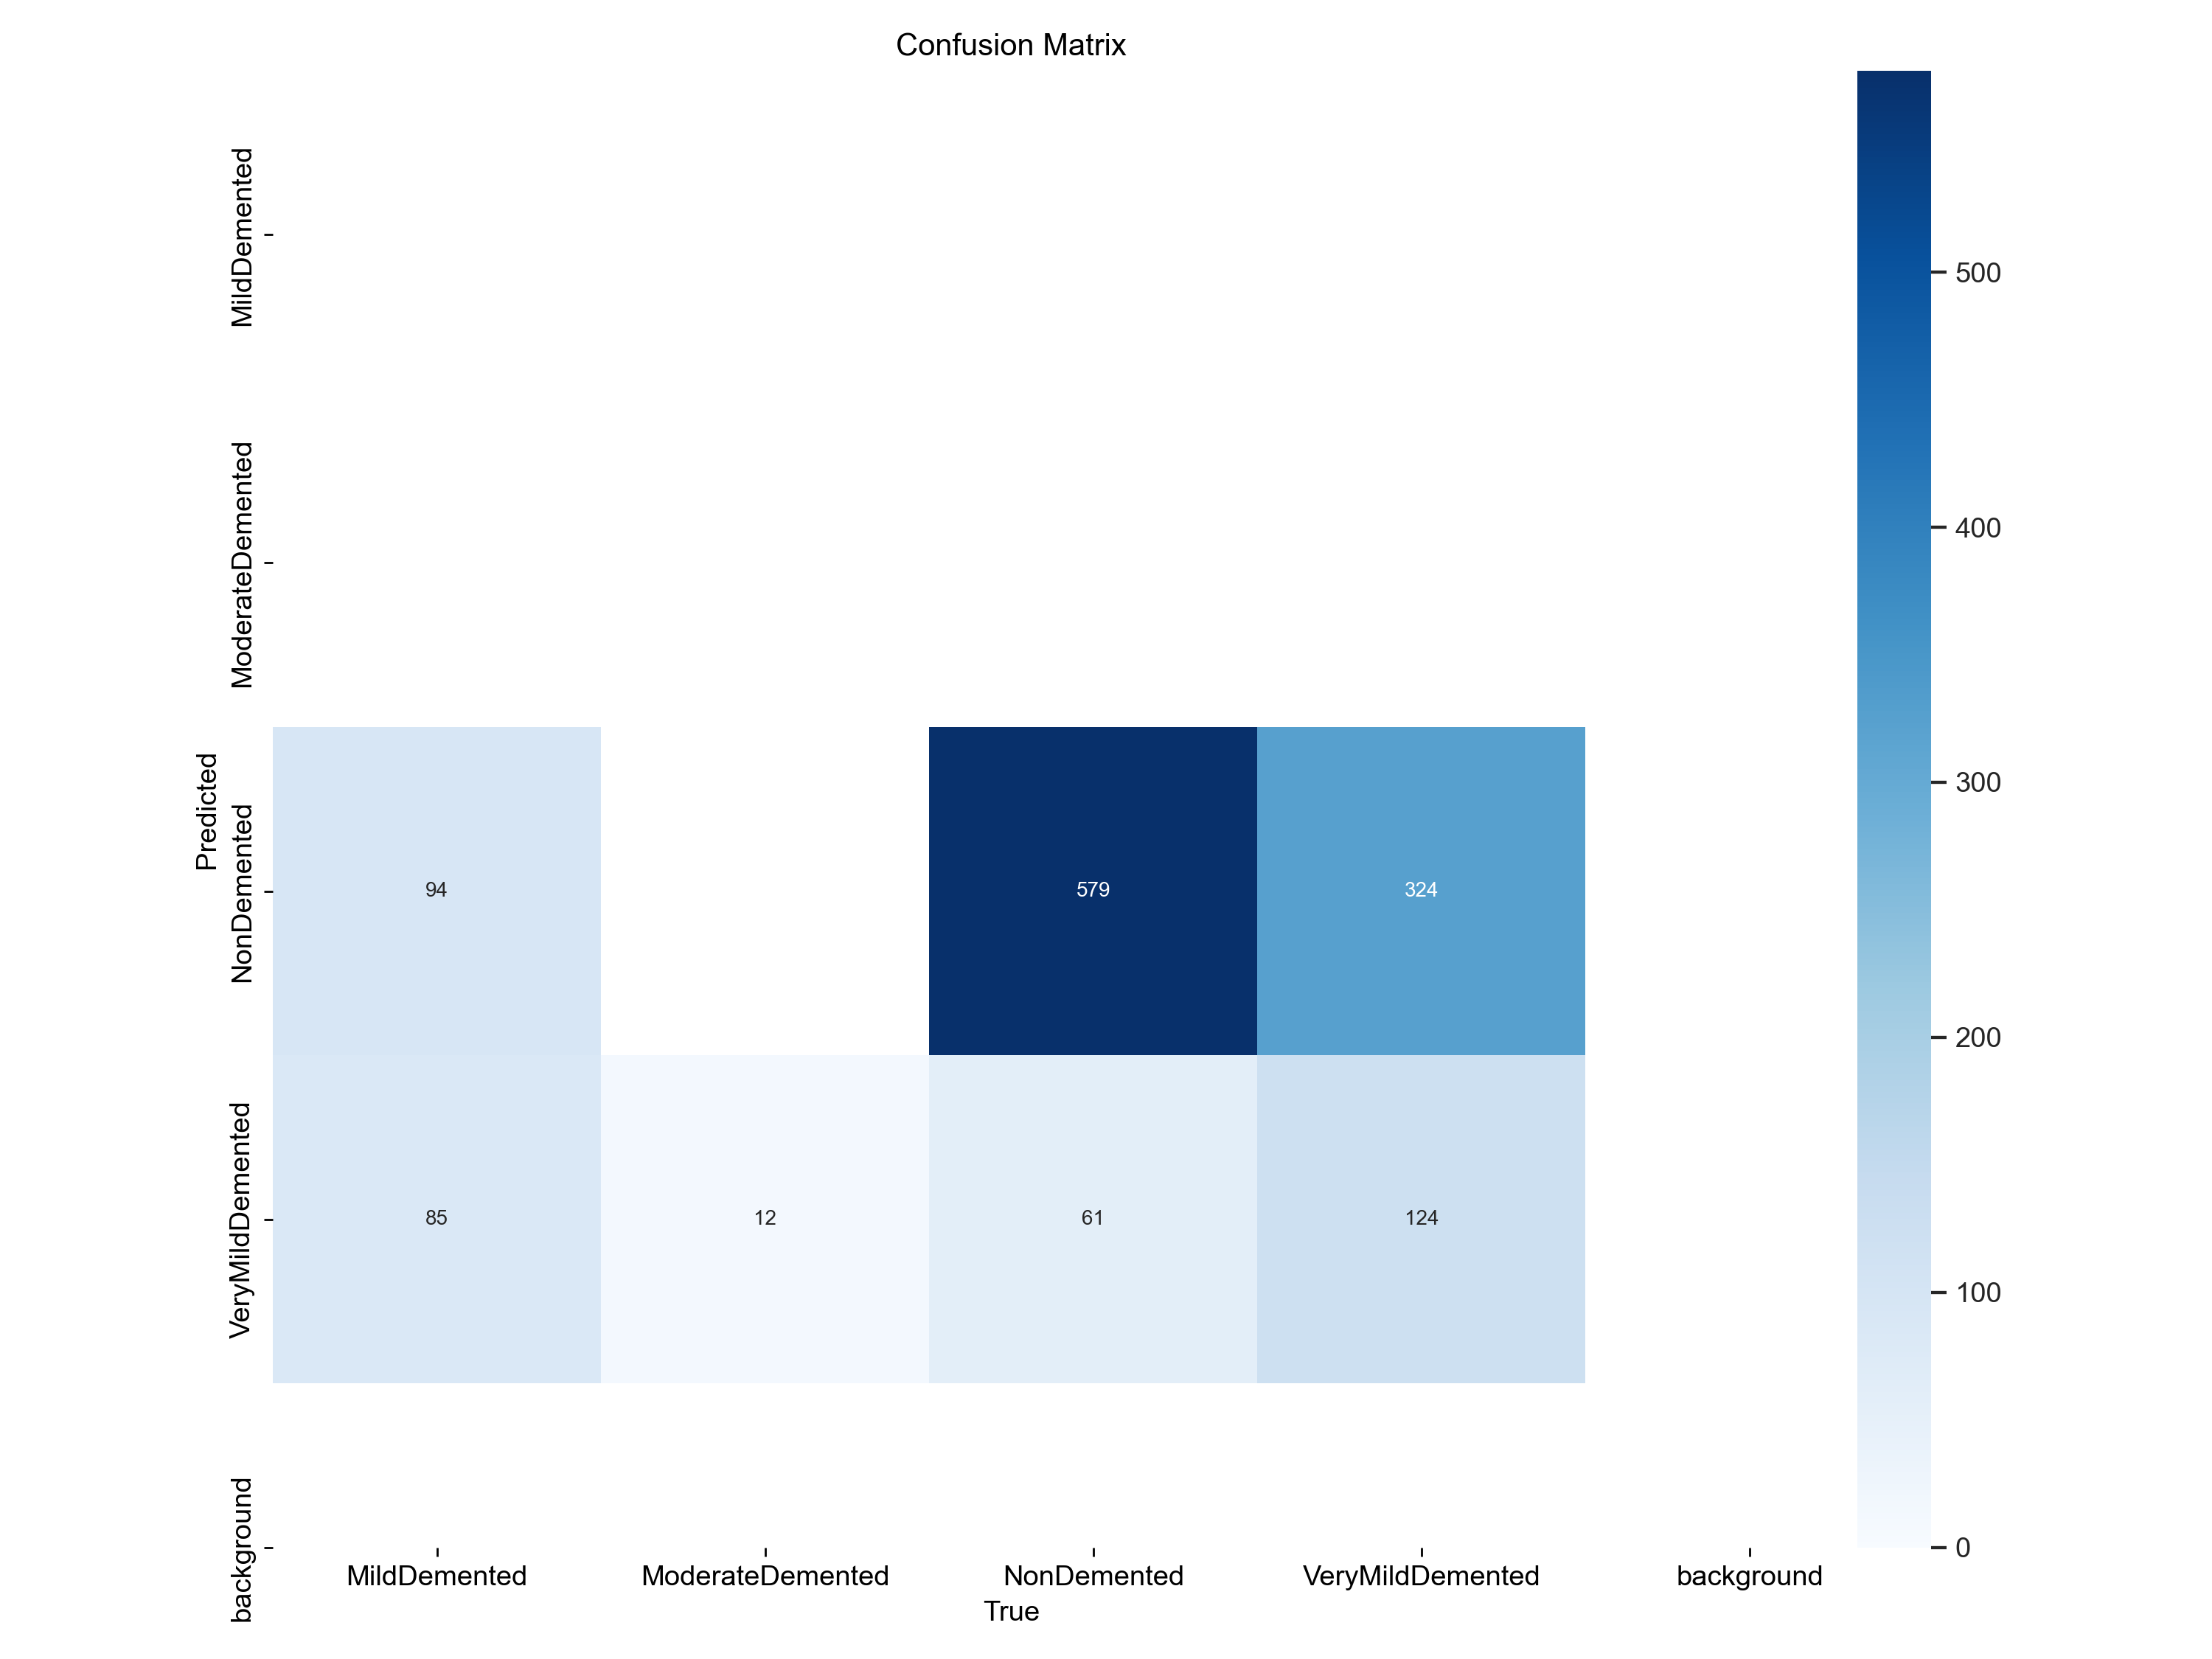 Confusion Matrix
Predicted
MildDemented
ModerateDemented
NonDemented
VeryMildDemented
background
94
579
324
85
12
61
124
MildDemented
ModerateDemented
NonDemented
VeryMildDemented
background
True
500
400
300
200
100
0